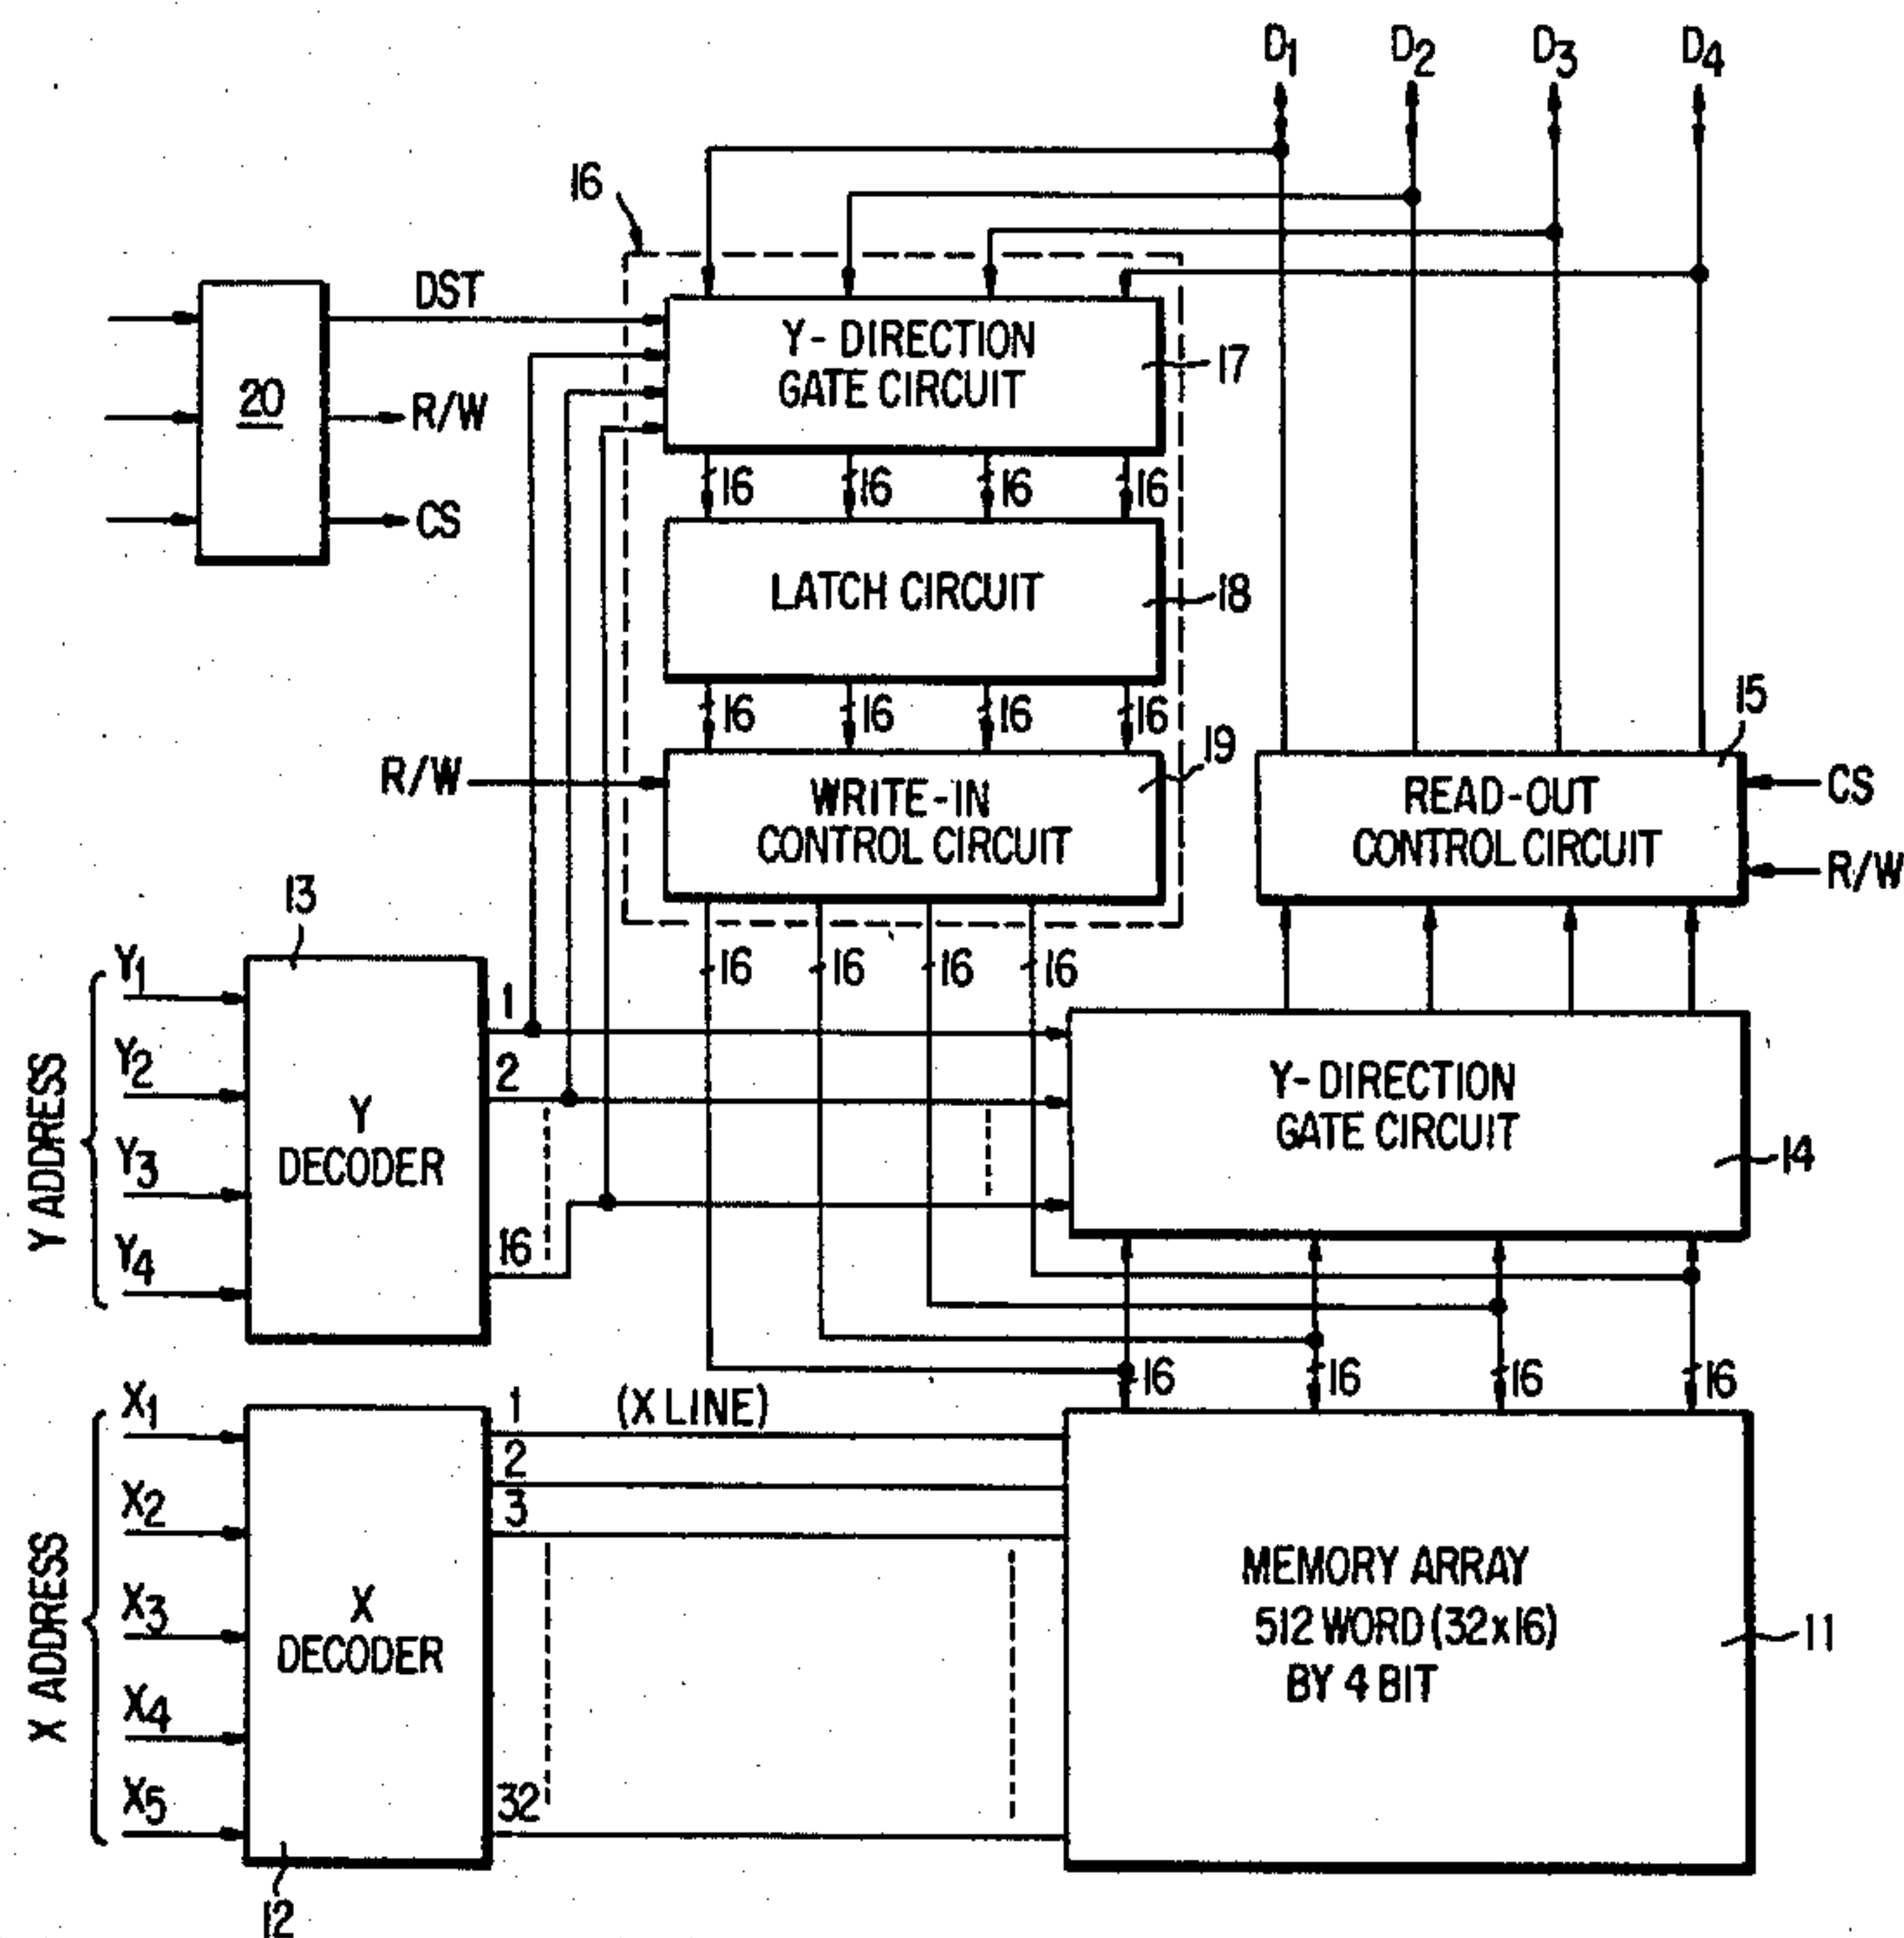 D1 D2 D3 D4
16
DST
Y- DIRECTION
GATE CIRCUIT
17
20
R/W
CS
16 16 16 16
LATCH CIRCUIT
18
16 16 16 16
15
19
R/W
WRITE-IN
CONTROL CIRCUIT
READ-OUT
CONTROL CIRCUIT
CS
R/W
13
16 16 16 16
Y ADDRESS
Y1
Y2
Y3
Y4
Y
DECODER
1
2
16
Y- DIRECTION
GATE CIRCUIT
14
16 16 16 16
X ADDRESS
X1
X2
X3
X4
X5
X
DECODER
12
1
2
3
32
(X LINE)
MEMORY ARRAY
512 WORD (32x16)
BY 4 BIT
11